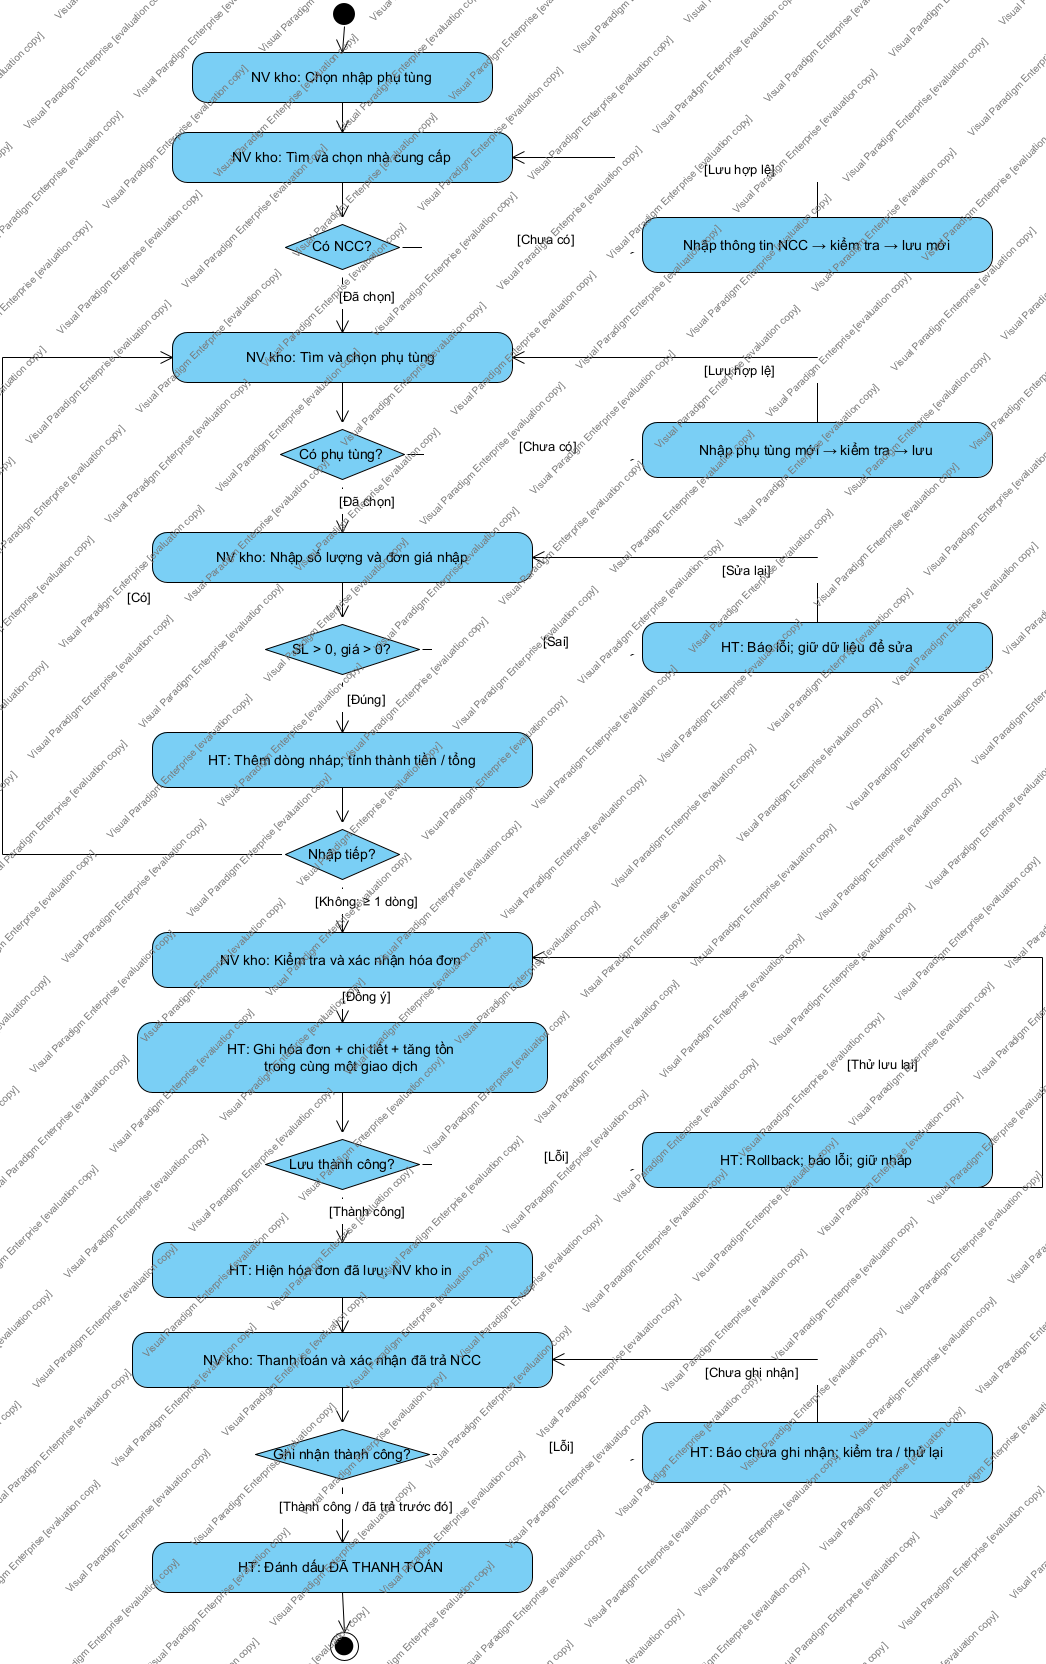 NV kho: Chọn nhập phụ tùng
NV kho: Tìm và chọn nhà cung cấp
[Lưu hợp lệ]
Có NCC?
[Chưa có]
Nhập thông tin NCC → kiểm tra → lưu mới
[Đã chọn]
NV kho: Tìm và chọn phụ tùng
[Lưu hợp lệ]
Có phụ tùng?
[Chưa có]
Nhập phụ tùng mới → kiểm tra → lưu
[Đã chọn]
NV kho: Nhập số lượng và đơn giá nhập
[Sửa lại]
[Có]
SL > 0, giá > 0?
[Sai]
HT: Báo lỗi; giữ dữ liệu để sửa
[Đúng]
HT: Thêm dòng nháp; tính thành tiền / tổng
Nhập tiếp?
[Không; ≥ 1 dòng]
NV kho: Kiểm tra và xác nhận hóa đơn
[Đồng ý]
HT: Ghi hóa đơn + chi tiết + tăng tồn
trong cùng một giao dịch
[Thử lưu lại]
Lưu thành công?
[Lỗi]
HT: Rollback; báo lỗi; giữ nháp
[Thành công]
HT: Hiện hóa đơn đã lưu; NV kho in
NV kho: Thanh toán và xác nhận đã trả NCC
[Chưa ghi nhận]
Ghi nhận thành công?
[Lỗi]
HT: Báo chưa ghi nhận; kiểm tra / thử lại
[Thành công / đã trả trước đó]
HT: Đánh dấu ĐÃ THANH TOÁN
Visual Paradigm Enterprise [evaluation copy]